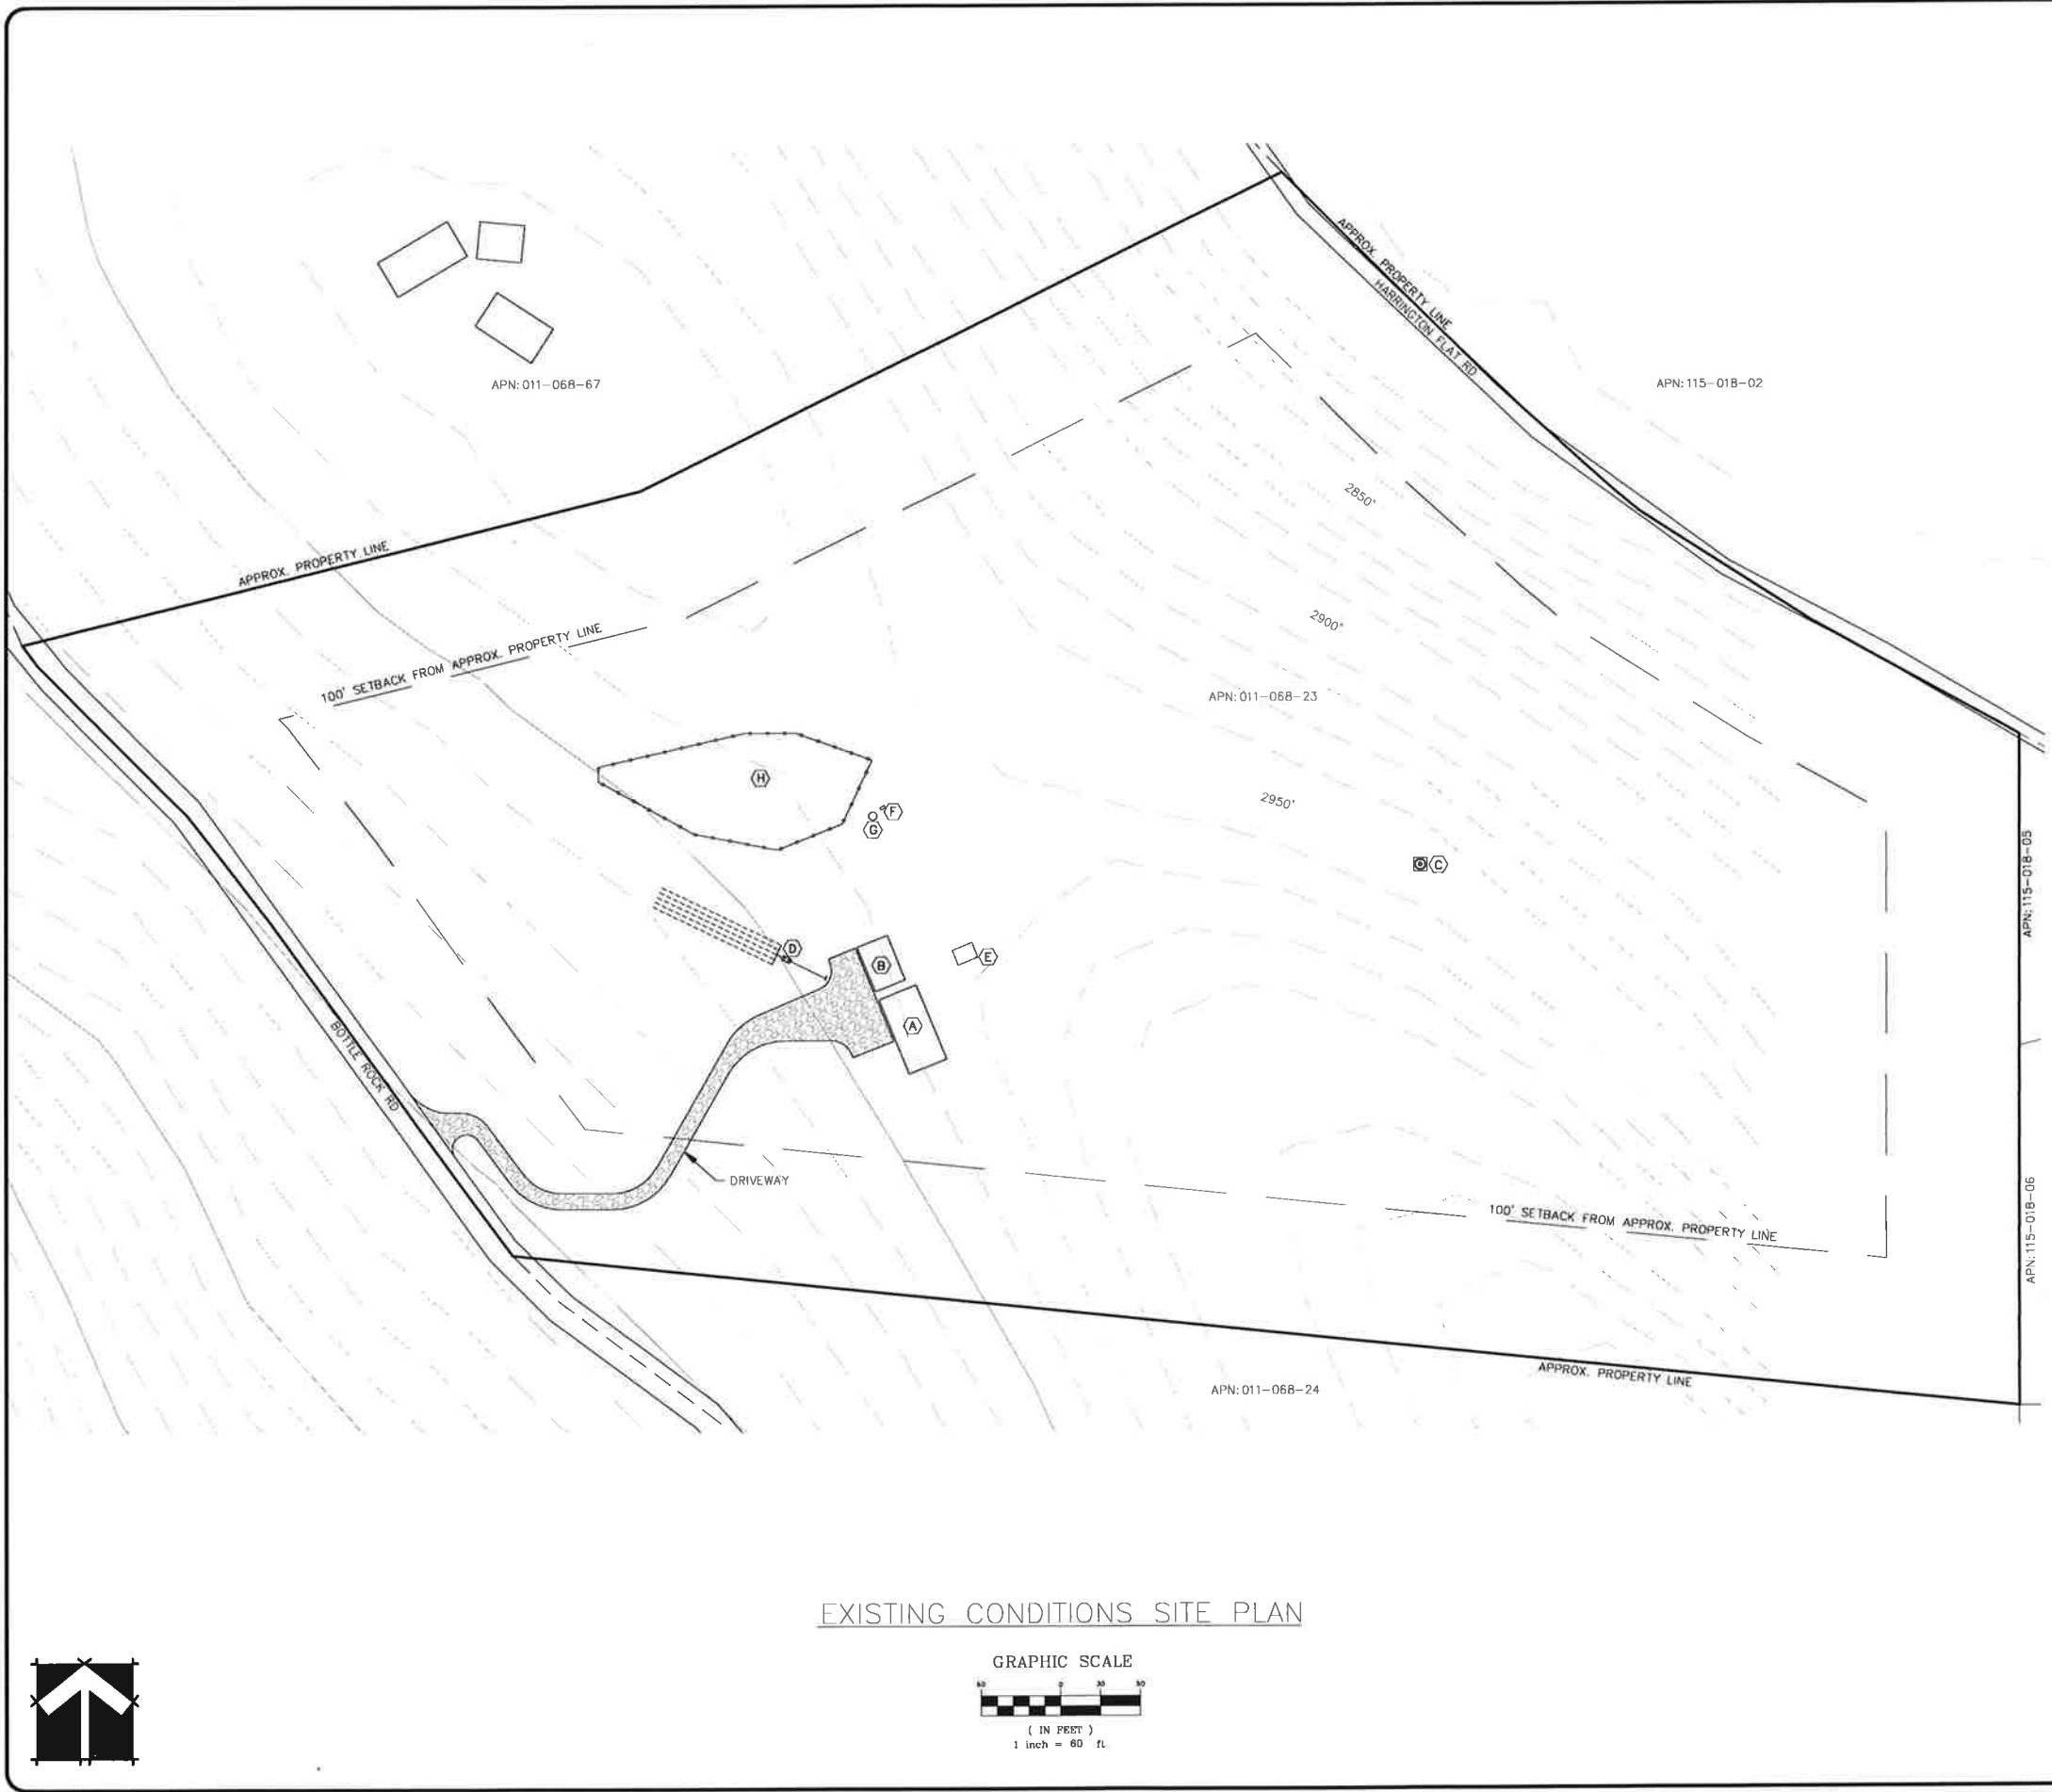 APPROX. PROPERTY LINE
HARRINGTON FLAT RD
APN: 011-068-67
APN: 115-018-02
2850'
APPROX. PROPERTY LINE
2900'
100' SETBACK FROM APPROX. PROPERTY LINE
APN: 011-068-23
H
2950'
F
G
C
APN: 115-018-05
D
B
E
A
BOTTLE ROCK RD
DRIVEWAY
100' SETBACK FROM APPROX. PROPERTY LINE
APN: 115-018-06
APPROX. PROPERTY LINE
APN: 011-068-24
EXISTING CONDITIONS SITE PLAN
GRAPHIC SCALE
0 30
( IN FEET )
1 inch = 60 ft.